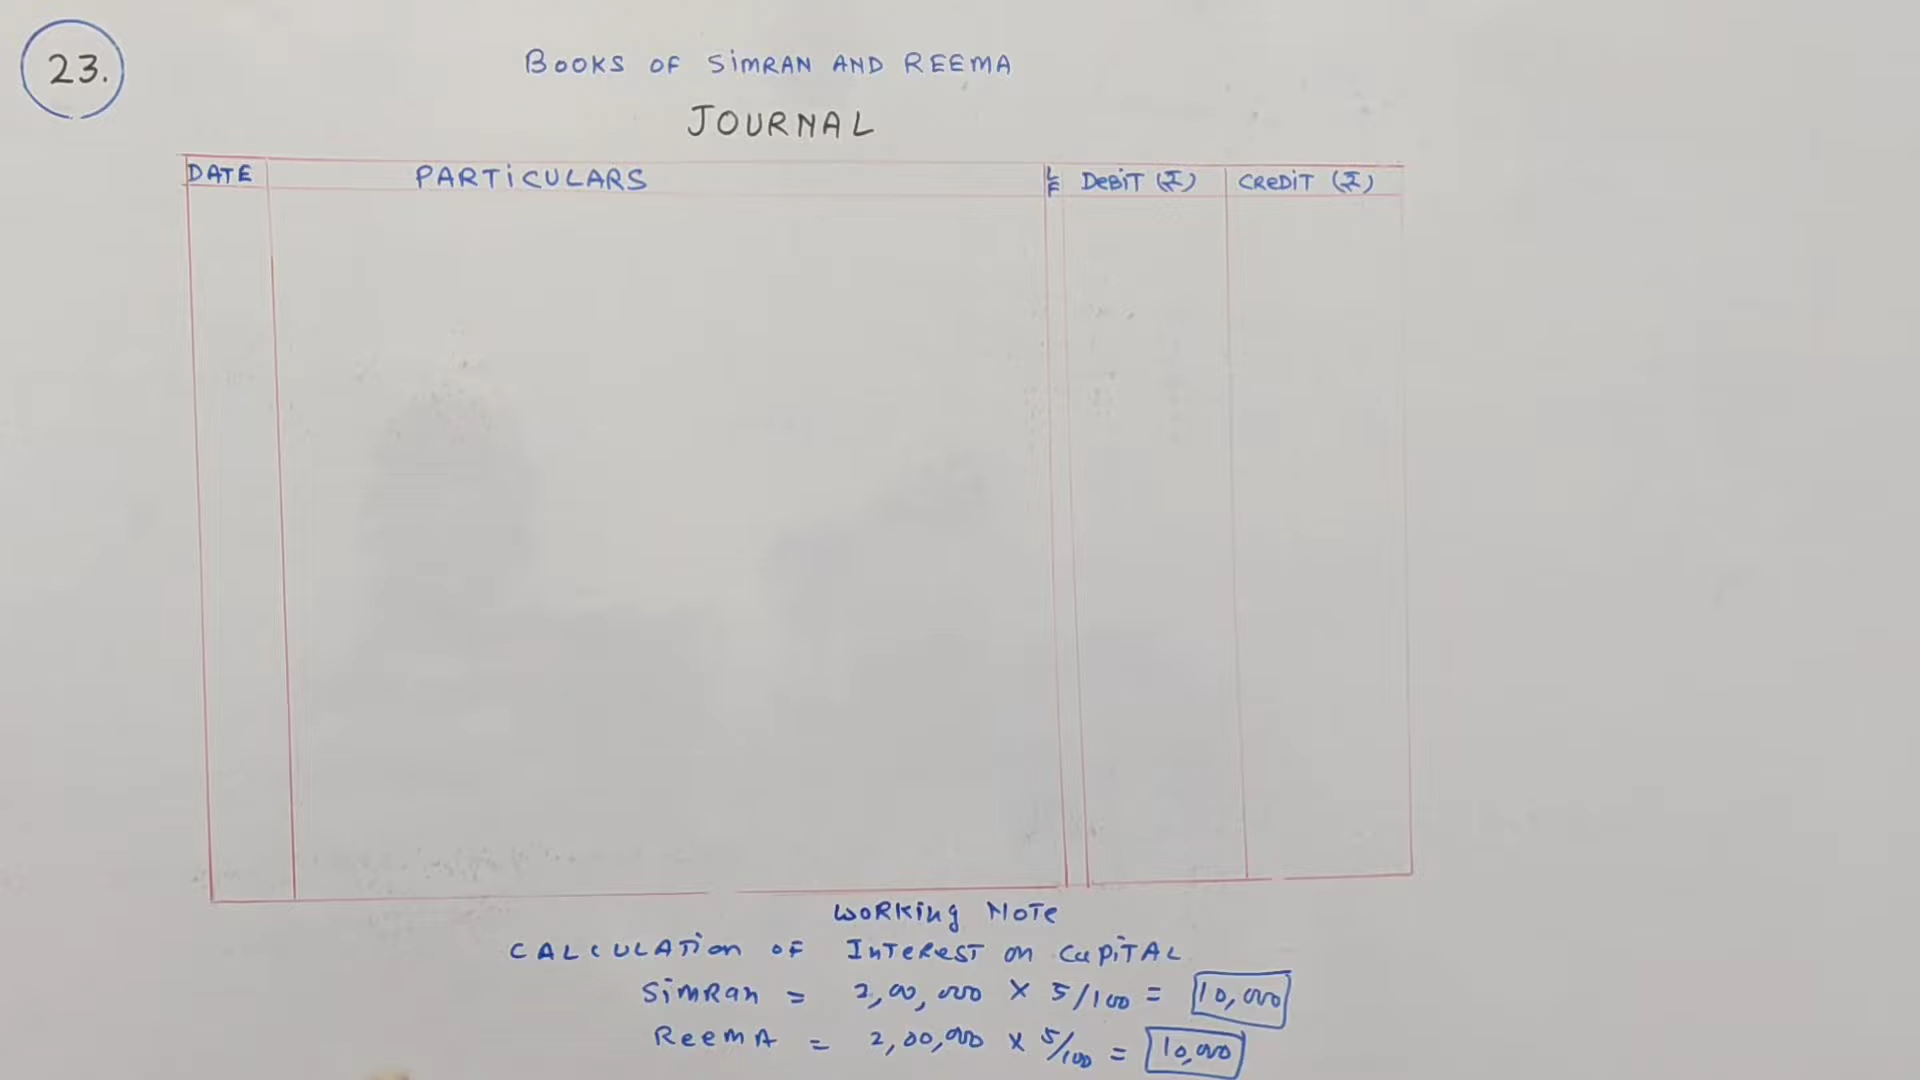 23.
BOOKS OF SiMRAN AND REEMA
JOURNAL
DATE PARTiCULARS LF DeBiT (₹) CReDiT (₹)
WORKing NoTe
CALCULATion OF InTeReST on CaPiTAL
SiMRan = 2,00,000 × 5/100 = 10,000
ReemA = 2,00,000 × 5/100 = 10,000